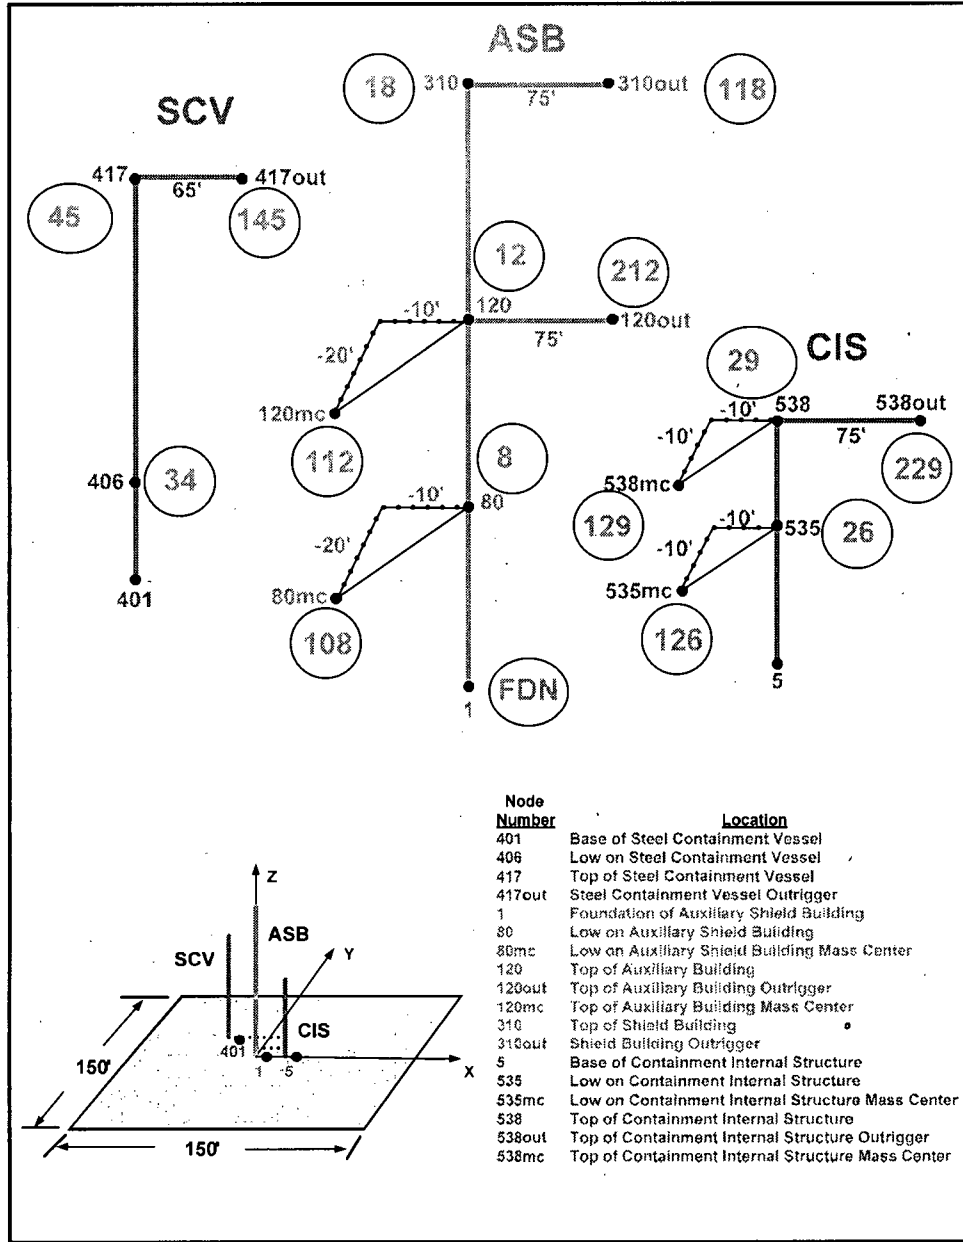 ASB
18
310
75'
310out
118
SCV
417
65'
417out
45
145
12
212
-10'
120
75'
120out
-20'
120mc
112
CIS
29
-10'
538
538out
-10'
75'
538mc
129
229
406
34
8
-10'
80
-20'
80mc
108
-10'
535
26
-10'
535mc
126
401
FDN
1
5
Node
Number Location
401 Base of Steel Containment Vessel
406 Low on Steel Containment Vessel
417 Top of Steel Containment Vessel
417out Steel Containment Vessel Outrigger
1 Foundation of Auxiliary Shield Building
80 Low on Auxiliary Shield Building
80mc Low on Auxiliary Shield Building Mass Center
120 Top of Auxiliary Building
120out Top of Auxiliary Building Outrigger
120mc Top of Auxiliary Building Mass Center
310 Top of Shield Building
310out Shield Building Outrigger
5 Base of Containment Internal Structure
535 Low on Containment Internal Structure
535mc Low on Containment Internal Structure Mass Center
538 Top of Containment Internal Structure
538out Top of Containment Internal Structure Outrigger
538mc Top of Containment Internal Structure Mass Center
Z
ASB
Y
SCV
CIS
401
1
5
X
150'
150'